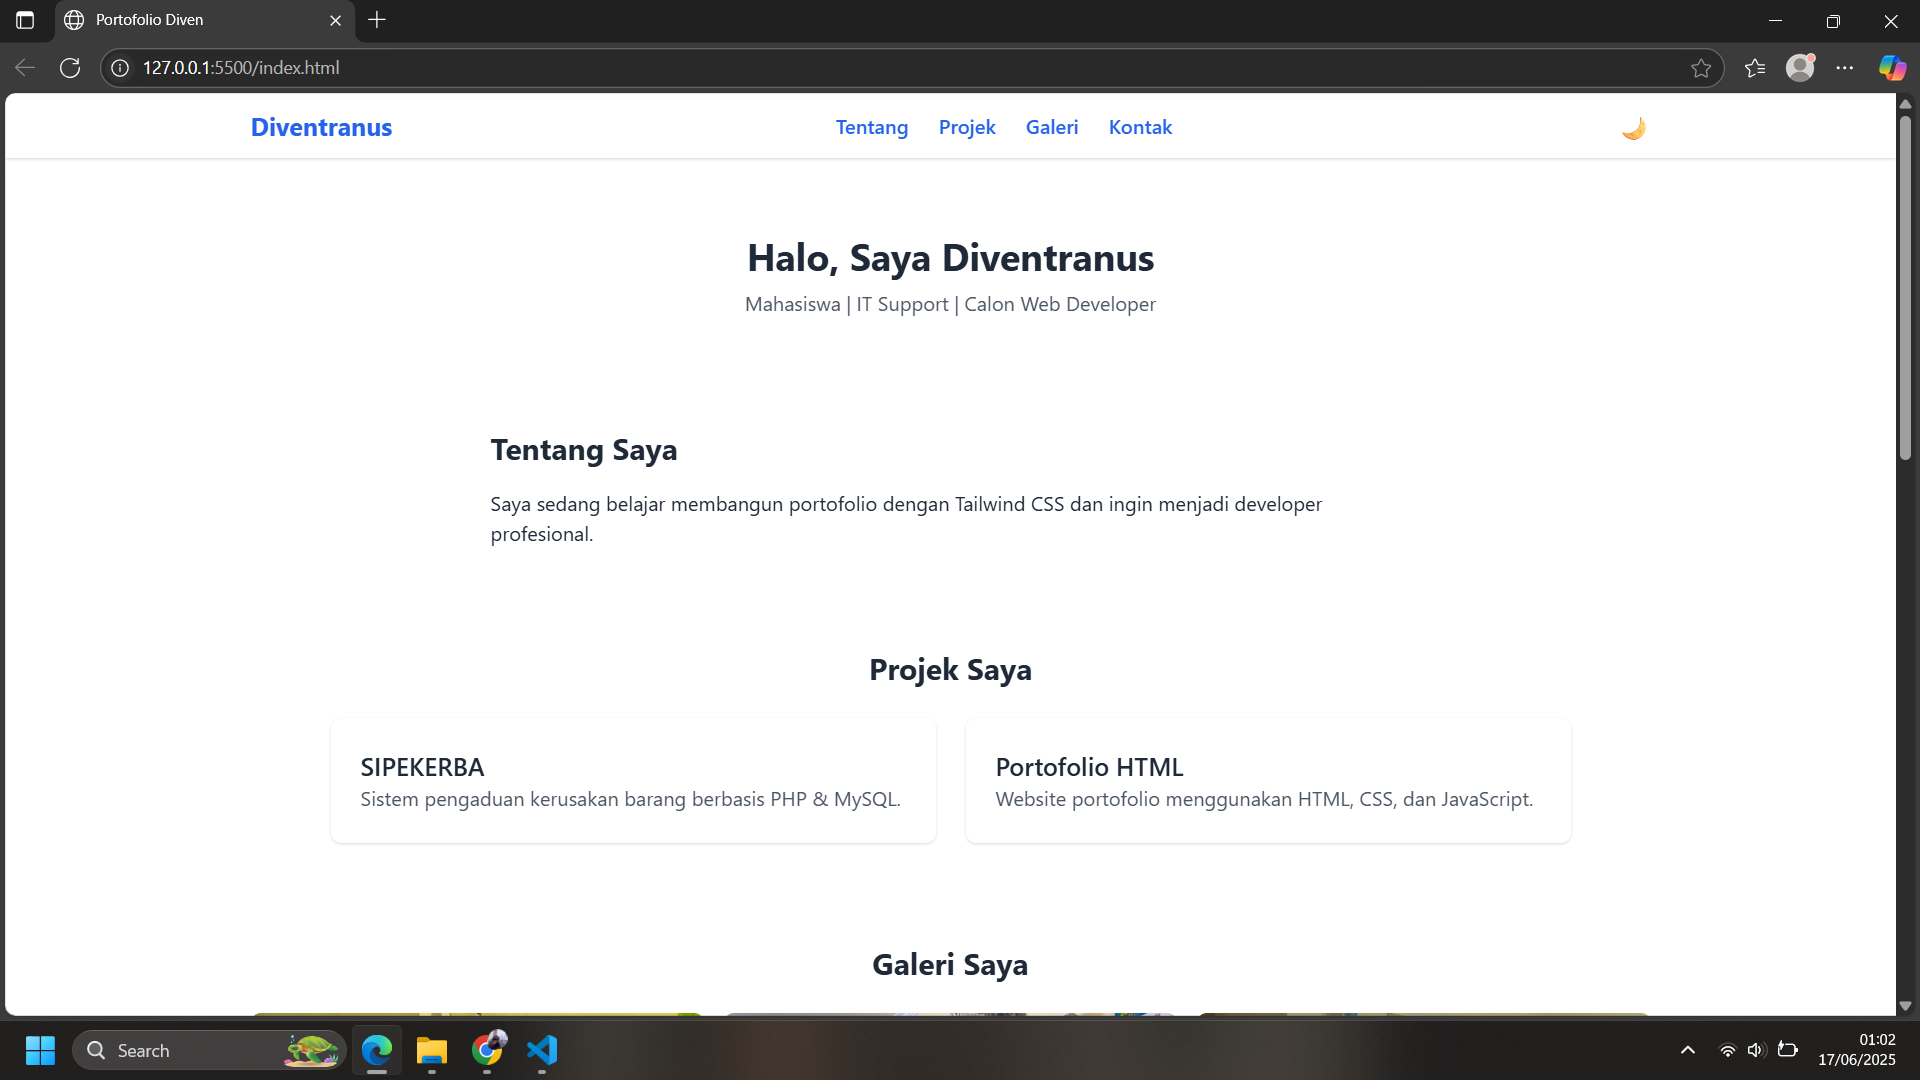 Portofolio Diven
127.0.0.1:5500/index.html
Diventranus
Tentang
Projek
Galeri
Kontak
Halo, Saya Diventranus
Mahasiswa | IT Support | Calon Web Developer
Tentang Saya
Saya sedang belajar membangun portofolio dengan Tailwind CSS dan ingin menjadi developer
profesional.
Projek Saya
SIPEKERBA
Sistem pengaduan kerusakan barang berbasis PHP & MySQL.
Portofolio HTML
Website portofolio menggunakan HTML, CSS, dan JavaScript.
Galeri Saya
Search
01:02
17/06/2025